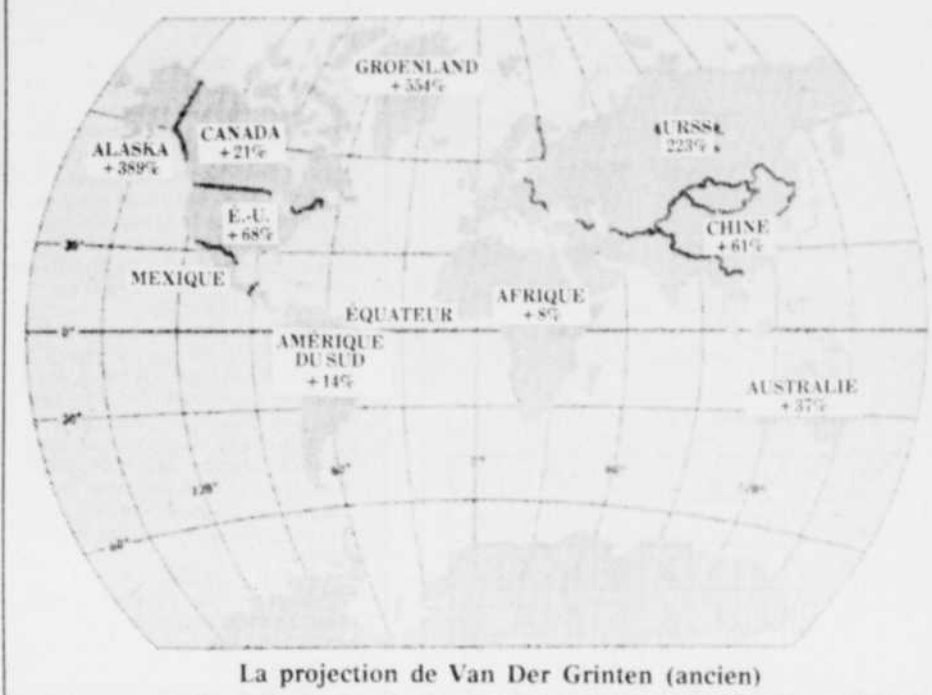 GROENLAND
+ 554%
CANADA
+ 21%
ALASKA
+ 389%
URSS
223%
É.-U.
+ 68%
CHINE
+ 61%
MEXIQUE
AFRIQUE
+ 8%
ÉQUATEUR
0°
AMÉRIQUE
DU SUD
+ 14%
AUSTRALIE
+ 37%
La projection de Van Der Grinten (ancien)